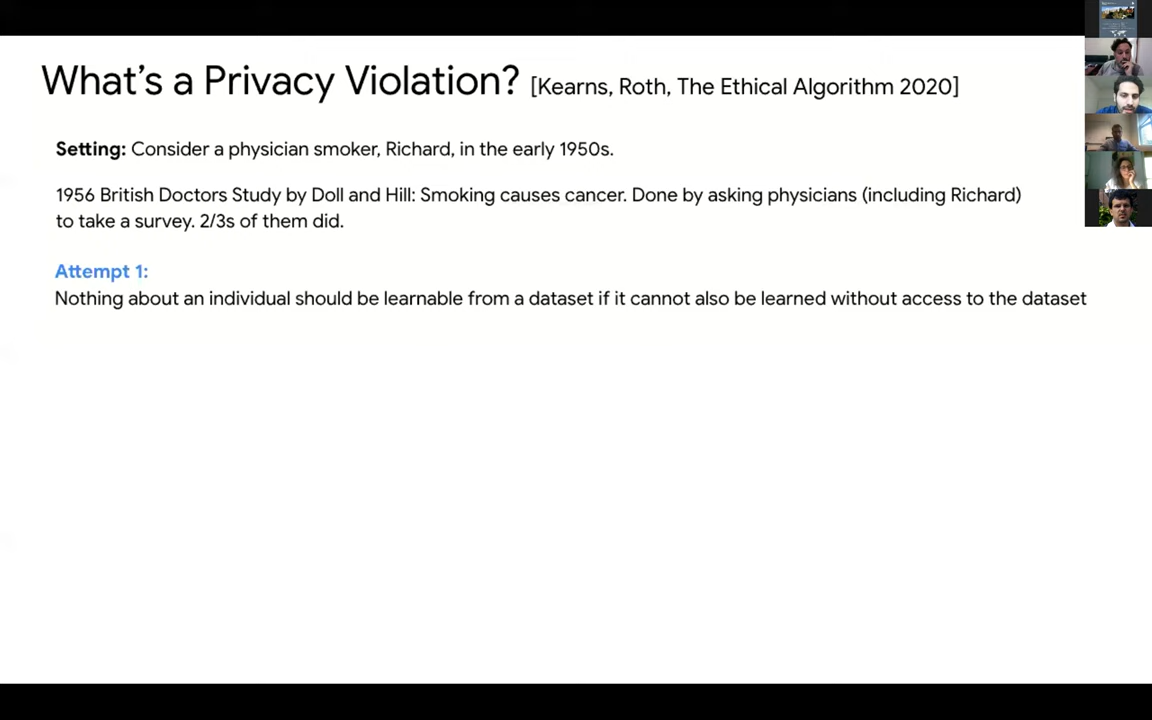 What's a Privacy Violation? [Kearns, Roth, The Ethical Algorithm 2020]
Setting: Consider a physician smoker, Richard, in the early 1950s.
1956 British Doctors Study by Doll and Hill: Smoking causes cancer. Done by asking physicians (including Richard)
to take a survey. 2/3s of them did.
Attempt 1:
Nothing about an individual should be learnable from a dataset if it cannot also be learned without access to the dataset